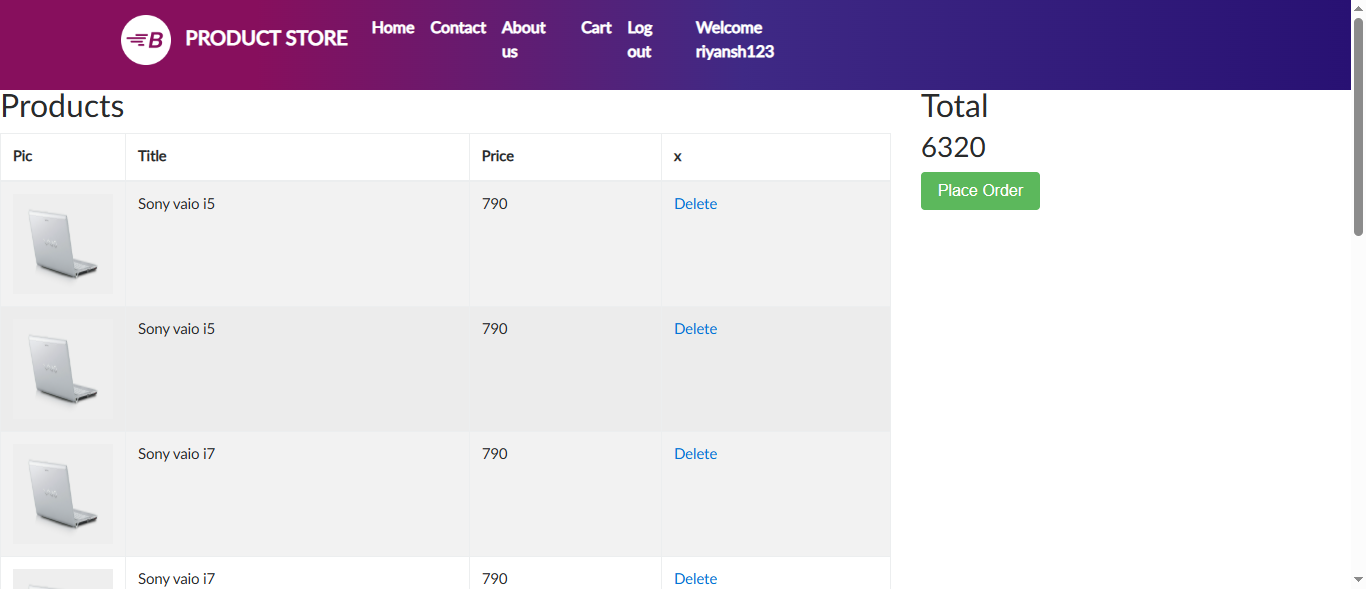 B PRODUCT STORE Home Contact About us Cart Log out Welcome riyansh123
Products
Total
6320
Place Order
Pic Title Price x
Sony vaio i5 790 Delete
Sony vaio i5 790 Delete
Sony vaio i7 790 Delete
Sony vaio i7 790 Delete